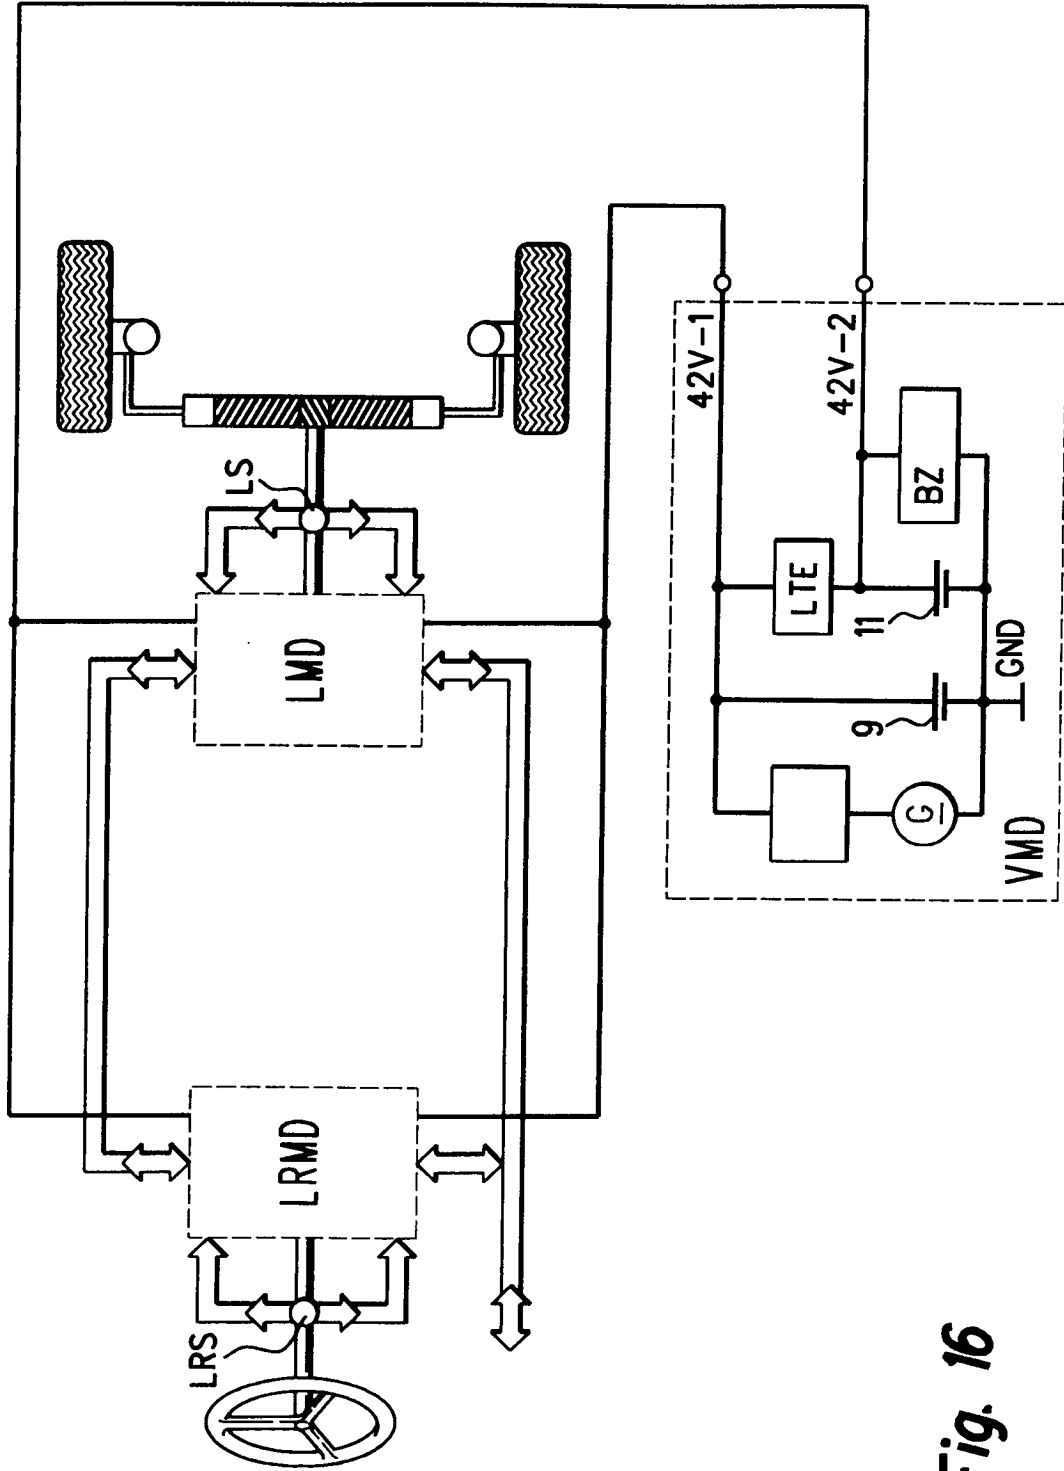 LS
LMD
LRMD
LRS
42V-1
42V-2
LTE
BZ
11
9
GND
G
VMD
Fig. 16